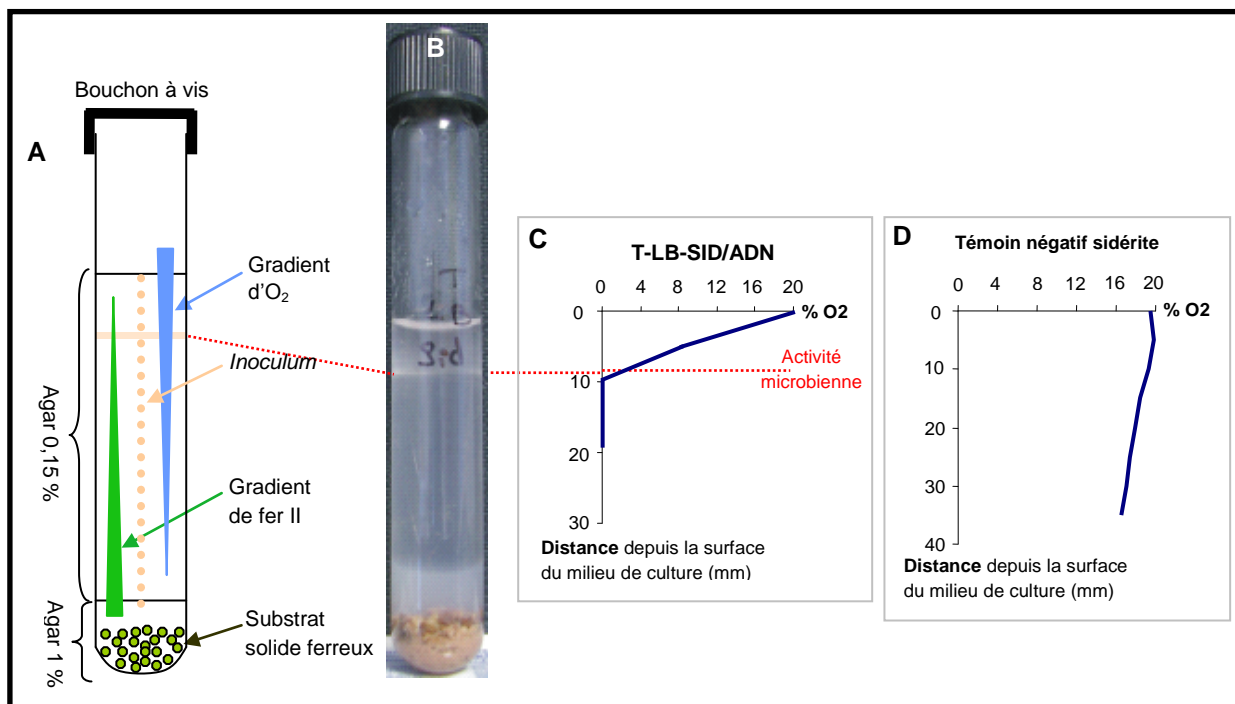 Bouchon à vis
A
Gradient
d'O₂
Inoculum
Agar 0,15 %
Gradient
de fer II
Agar 1 %
Substrat
solide ferreux
B
C
T-LB-SID/ADN
0 4 8 12 16 20
% O2
0
10
20
30
Activité
microbienne
Distance depuis la surface
du milieu de culture (mm)
D
Témoin négatif sidérite
0 4 8 12 16 20
% O2
0
10
20
30
40
Distance depuis la surface
du milieu de culture (mm)